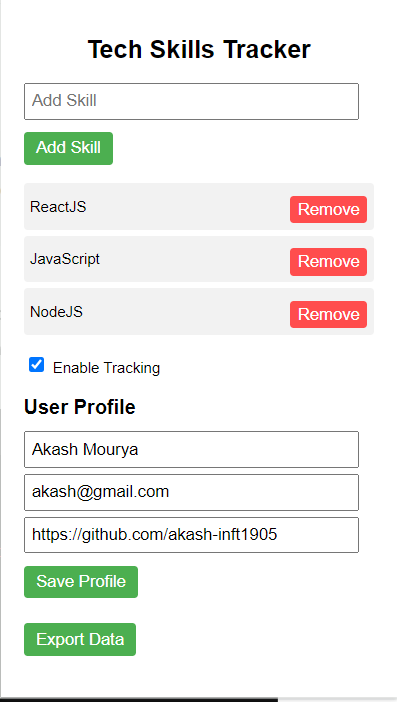 Tech Skills Tracker
Add Skill
Add Skill
ReactJS
Remove
JavaScript
Remove
NodeJS
Remove
Enable Tracking
User Profile
Akash Mourya
akash@gmail.com
https://github.com/akash-inft1905
Save Profile
Export Data